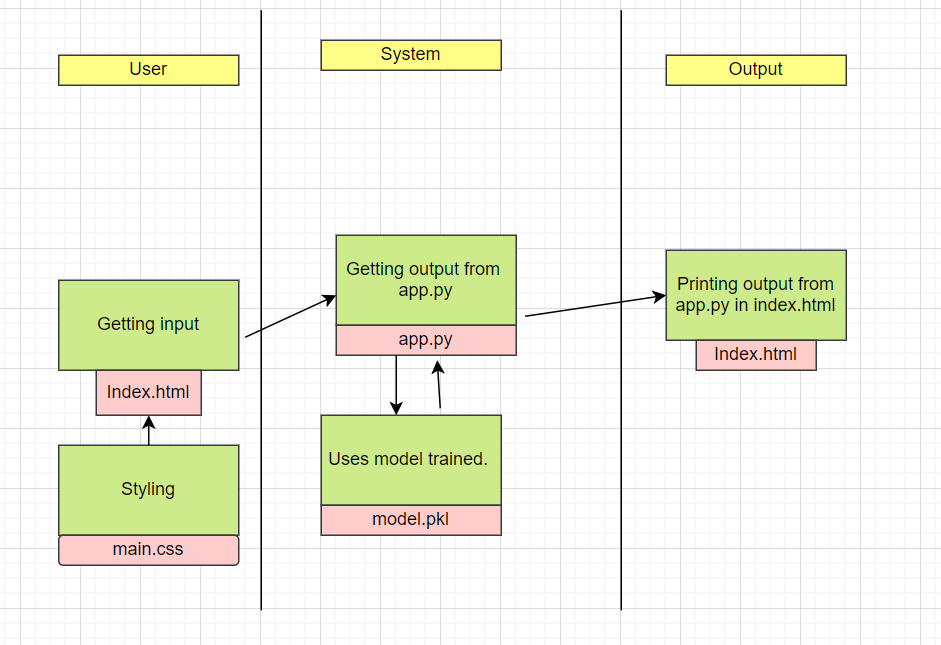 User
System
Output
Getting input
Index.html
Styling
main.css
Getting output from
app.py
app.py
Uses model trained.
model.pkl
Printing output from
app.py in index.html
Index.html